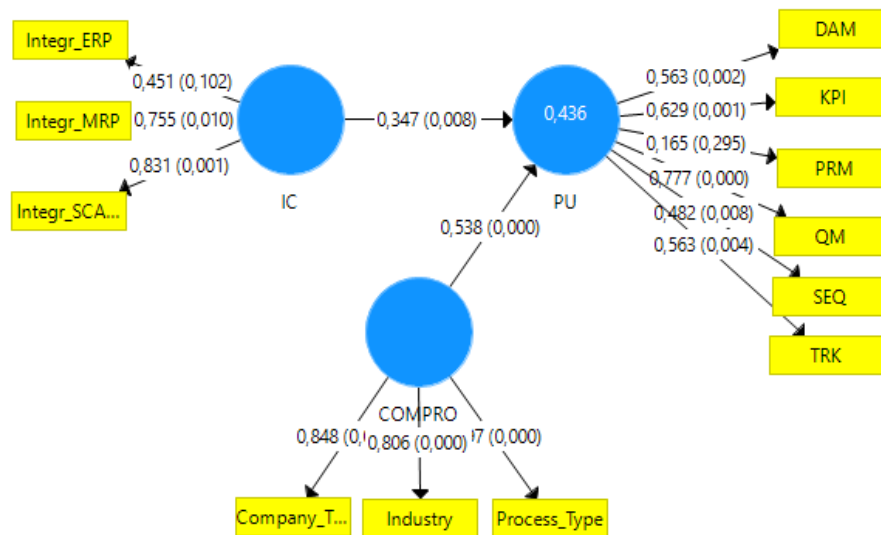 Integr_ERP
Integr_MRP
Integr_SCA...
0,451 (0,102)
0,755 (0,010)
0,831 (0,001)
IC
0,347 (0,008)
0,436
PU
0,538 (0,000)
DAM
KPI
PRM
QM
SEQ
TRK
0,563 (0,002)
0,629 (0,001)
0,165 (0,295)
0,777 (0,000)
0,482 (0,008)
0,563 (0,004)
COMPRO
0,848
0,806 (0,000)
(0,000)
Company_T...
Industry
Process_Type